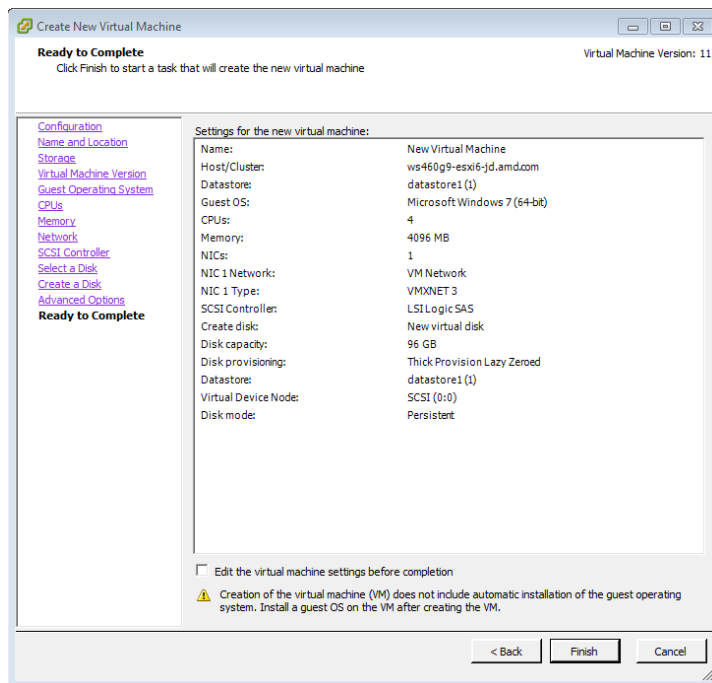 Create New Virtual Machine
Ready to Complete
Click Finish to start a task that will create the new virtual machine
Virtual Machine Version: 11
Configuration
Name and Location
Storage
Virtual Machine Version
Guest Operating System
CPUs
Memory
Network
SCSI Controller
Select a Disk
Create a Disk
Advanced Options
Ready to Complete
Settings for the new virtual machine:
Name: New Virtual Machine
Host/Cluster: ws460g9-esxi6-jd.amd.com
Datastore: datastore1 (1)
Guest OS: Microsoft Windows 7 (64-bit)
CPUs: 4
Memory: 4096 MB
NICs: 1
NIC 1 Network: VM Network
NIC 1 Type: VMXNET 3
SCSI Controller: LSI Logic SAS
Create disk: New virtual disk
Disk capacity: 96 GB
Disk provisioning: Thick Provision Lazy Zeroed
Datastore: datastore1 (1)
Virtual Device Node: SCSI (0:0)
Disk mode: Persistent
Edit the virtual machine settings before completion
Creation of the virtual machine (VM) does not include automatic installation of the guest operating
system. Install a guest OS on the VM after creating the VM.
< Back Finish Cancel